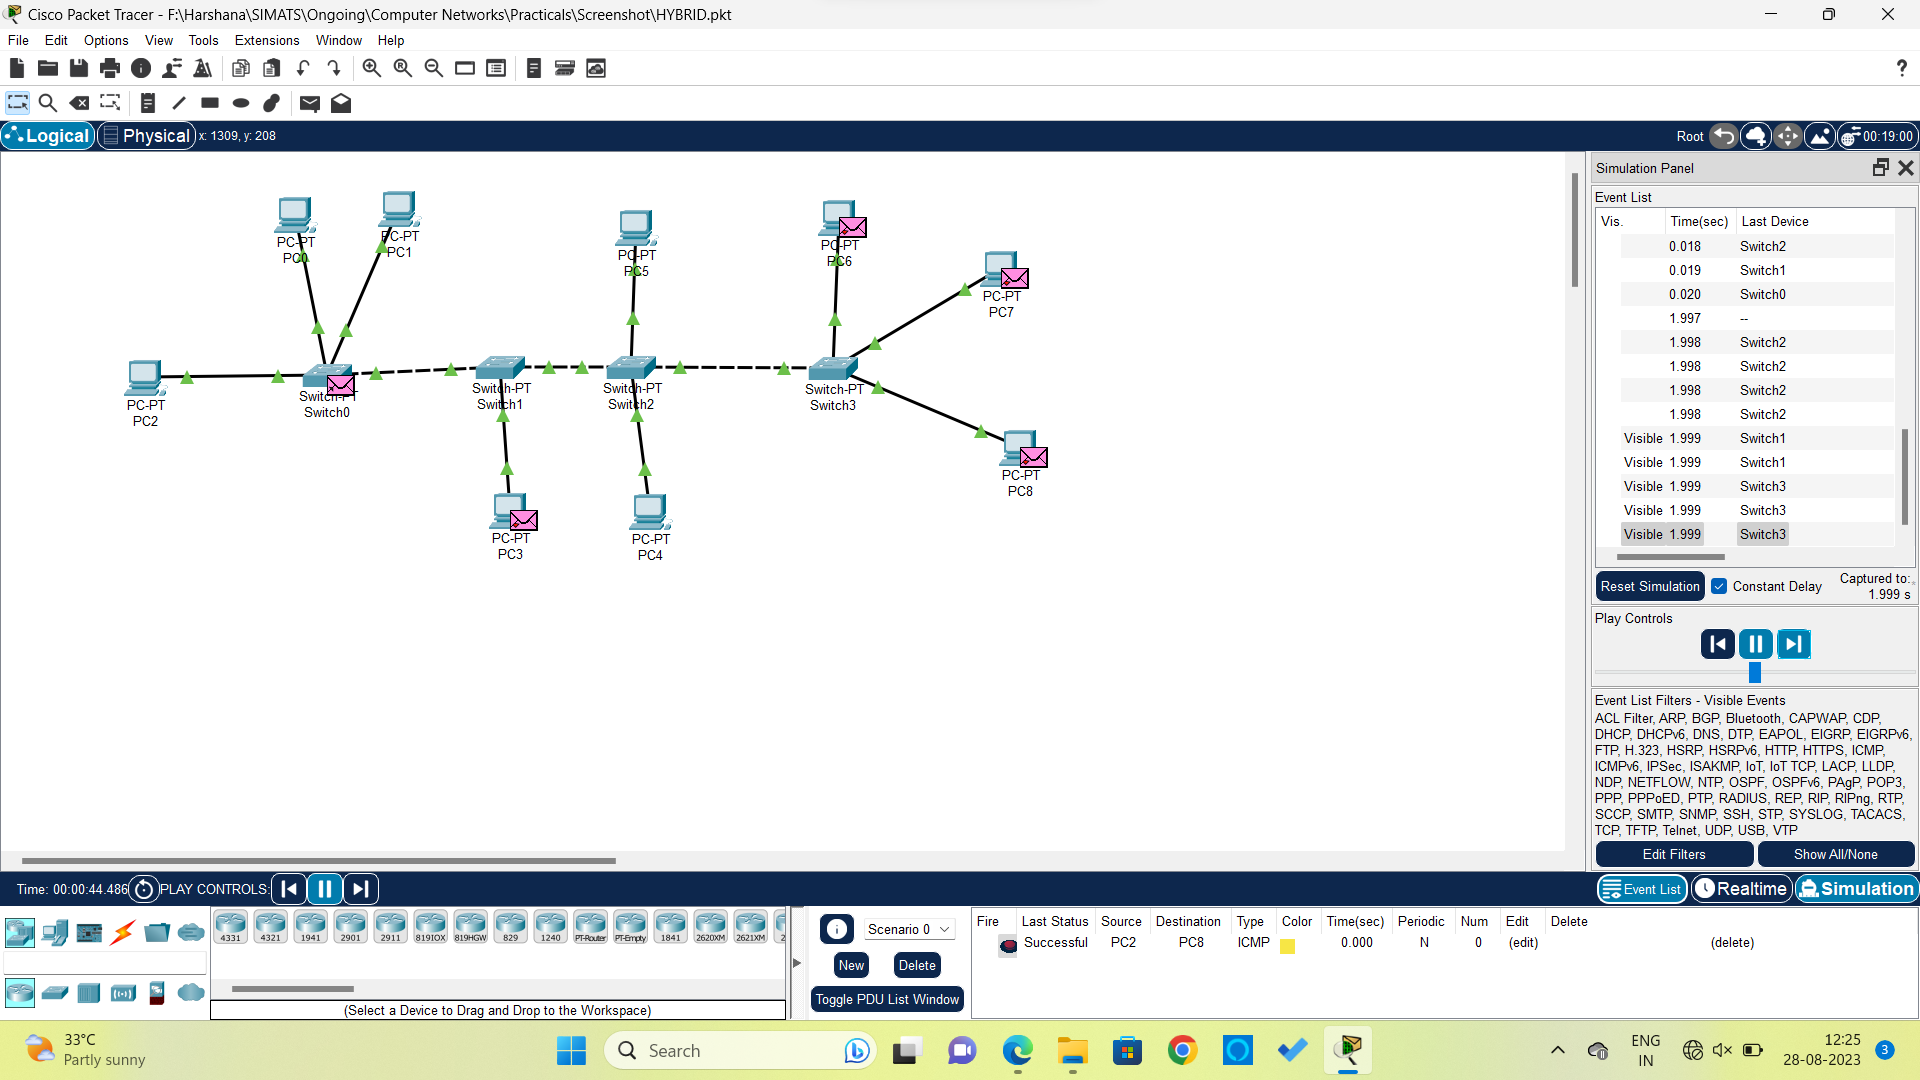 Cisco Packet Tracer - F:\Harshana\SIMATS\Ongoing\Computer Networks\Practicals\Screenshot\HYBRID.pkt
File Edit Options View Tools Extensions Window Help
?
Logical Physical x: 1309, y: 208 Root 00:19:00
PC-PT
PC0
PC-PT
PC1
PC-PT
PC5
PC-PT
PC6
PC-PT
PC7
PC-PT
PC2
Switch-PT
Switch0
Switch-PT
Switch1
Switch-PT
Switch2
Switch-PT
Switch3
PC-PT
PC8
PC-PT
PC3
PC-PT
PC4
Simulation Panel
Event List
Vis. Time(sec) Last Device
0.018 Switch2
0.019 Switch1
0.020 Switch0
1.997 --
1.998 Switch2
1.998 Switch2
1.998 Switch2
1.998 Switch2
Visible 1.999 Switch1
Visible 1.999 Switch1
Visible 1.999 Switch3
Visible 1.999 Switch3
Visible 1.999 Switch3
Reset Simulation Constant Delay Captured to:
1.999 s
Play Controls
Event List Filters - Visible Events
ACL Filter, ARP, BGP, Bluetooth, CAPWAP, CDP,
DHCP, DHCPv6, DNS, DTP, EAPOL, EIGRP, EIGRPv6,
FTP, H.323, HSRP, HSRPv6, HTTP, HTTPS, ICMP,
ICMPv6, IPSec, ISAKMP, IoT, IoT TCP, LACP, LLDP,
NDP, NETFLOW, NTP, OSPF, OSPFv6, PAgP, POP3,
PPP, PPPoED, PTP, RADIUS, REP, RIP, RIPng, RTP,
SCCP, SMTP, SNMP, SSH, STP, SYSLOG, TACACS,
TCP, TFTP, Telnet, UDP, USB, VTP
Edit Filters Show All/None
Time: 00:00:44.486 PLAY CONTROLS: Event List Realtime Simulation
4331 4321 1941 2901 2911 819IOX 819HGW 829 1240 PT-Router PT-Empty 1841 2620XM 2621XM 2
(Select a Device to Drag and Drop to the Workspace)
Scenario 0
New Delete
Toggle PDU List Window
Fire Last Status Source Destination Type Color Time(sec) Periodic Num Edit Delete
Successful PC2 PC8 ICMP 0.000 N 0 (edit) (delete)
33°C
Partly sunny
Search
ENG
IN
12:25
28-08-2023
3